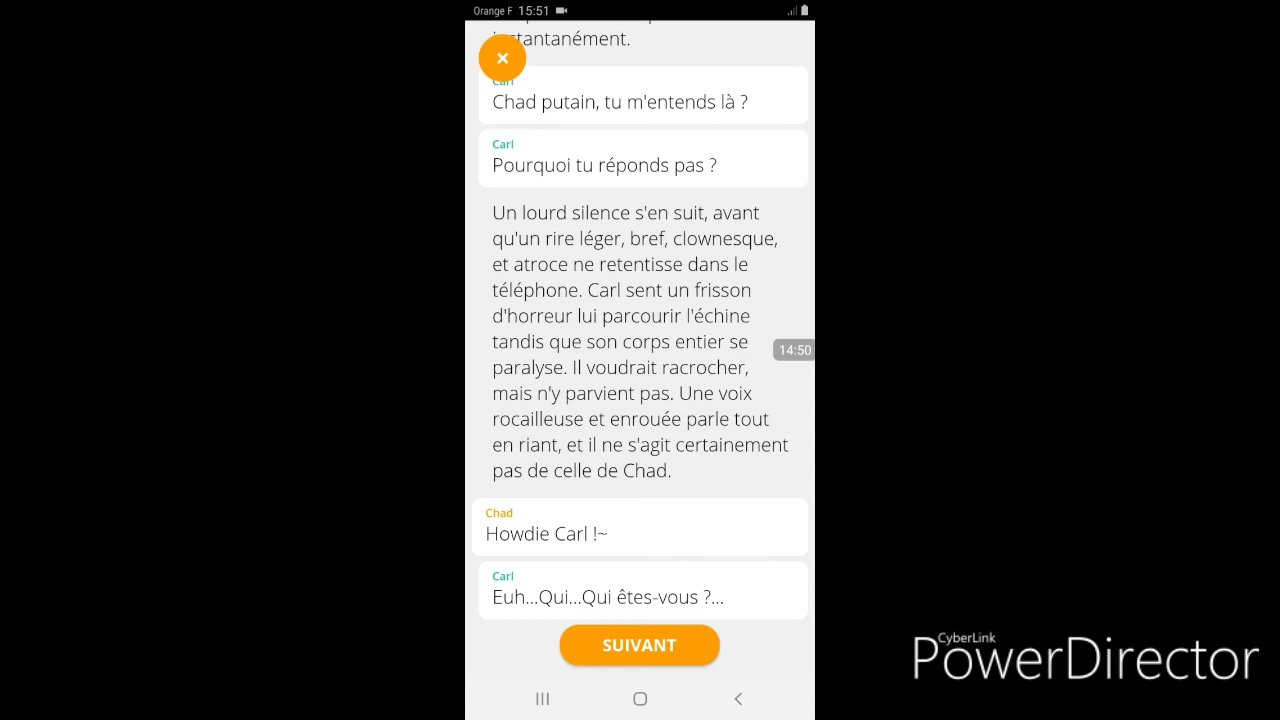 Orange F 15:51
instantanément.
Carl
Chad putain, tu m'entends là ?
Carl
Pourquoi tu réponds pas ?
Un lourd silence s'en suit, avant
qu'un rire léger, bref, clownesque,
et atroce ne retentisse dans le
téléphone. Carl sent un frisson
d'horreur lui parcourir l'échine
tandis que son corps entier se
paralyse. Il voudrait racrocher,
mais n'y parvient pas. Une voix
rocailleuse et enrouée parle tout
en riant, et il ne s'agit certainement
pas de celle de Chad.
14:50
Chad
Howdie Carl !~
Carl
Euh...Qui...Qui êtes-vous ?...
SUIVANT
CyberLink
PowerDirector